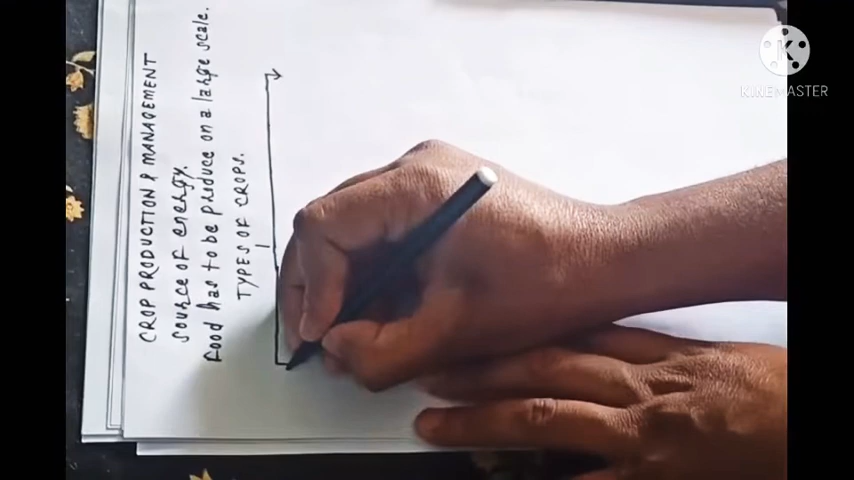 CROP PRODUCTION & MANAGEMENT
source of energy.
Food has to be produce on a large scale.
TYPES OF CROPS.
KINEMASTER